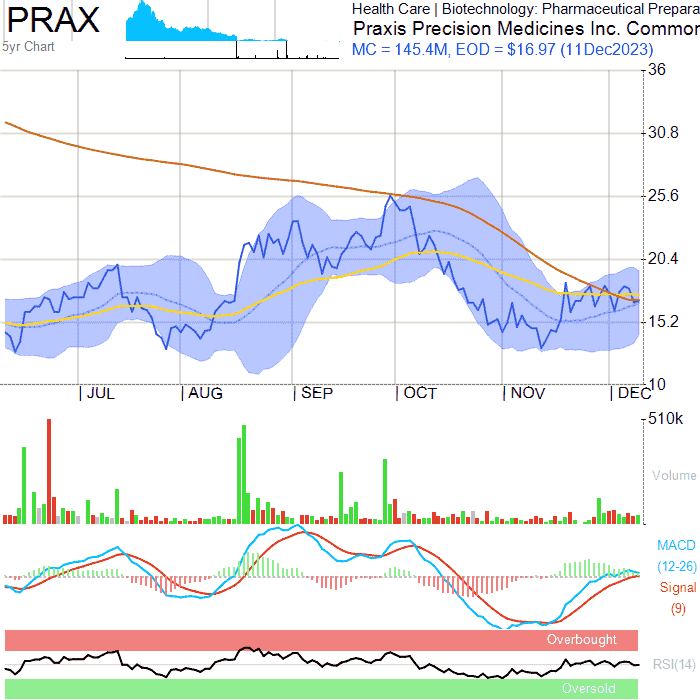 PRAX
5yr Chart
Health Care | Biotechnology: Pharmaceutical Prepara
Praxis Precision Medicines Inc. Common
MC = 145.4M, EOD = $16.97 (11Dec2023)
36
30.8
25.6
20.4
15.2
10
JUL
AUG
SEP
OCT
NOV
DEC
510k
Volume
MACD
(12-26)
Signal
(9)
Overbought
RSI(14)
Oversold